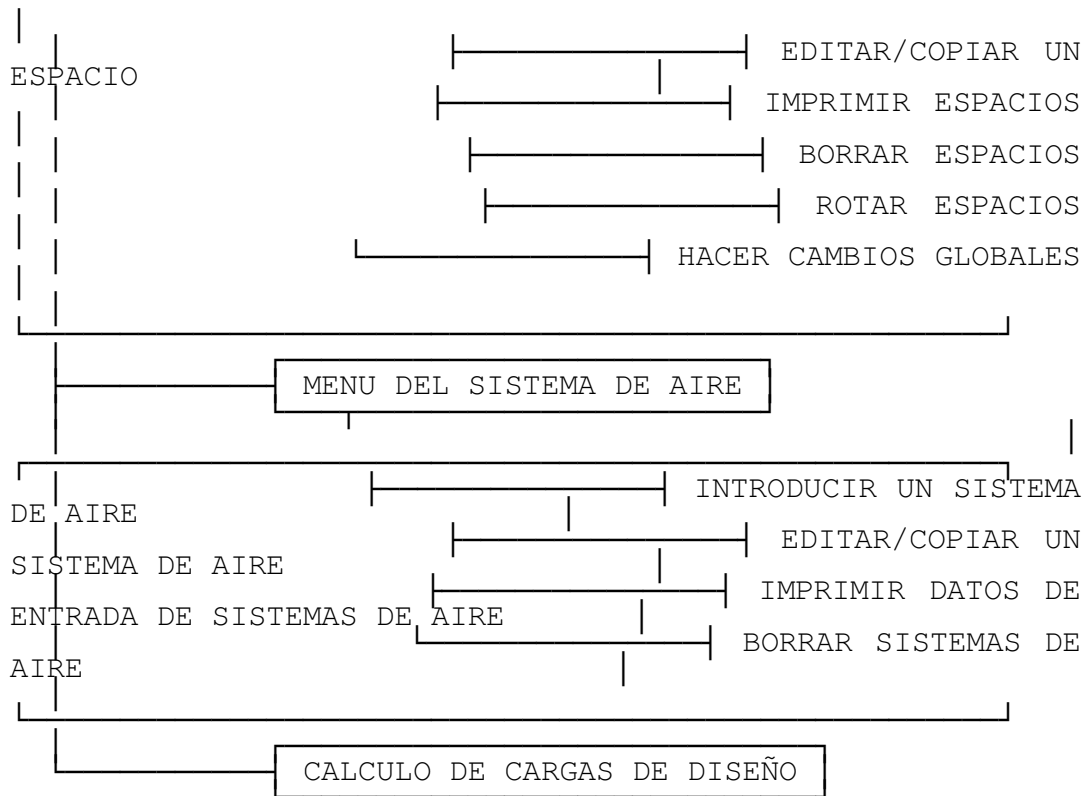 EDITAR/COPIAR UN
ESPACIO
IMPRIMIR ESPACIOS
BORRAR ESPACIOS
ROTAR ESPACIOS
HACER CAMBIOS GLOBALES
MENU DEL SISTEMA DE AIRE
INTRODUCIR UN SISTEMA
DE AIRE
EDITAR/COPIAR UN
SISTEMA DE AIRE
IMPRIMIR DATOS DE
ENTRADA DE SISTEMAS DE AIRE
BORRAR SISTEMAS DE
AIRE
CALCULO DE CARGAS DE DISEÑO